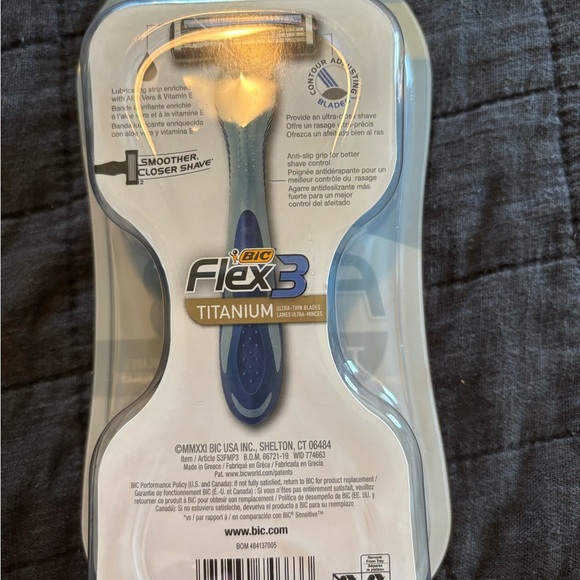 Lubricating strip enriched
with Aloe Vera & Vitamin E
Bande lubrifiante enrichie
à l'aloe vera et à la vitamine E
Banda lubricante enriquecida
con aloe vera y vitamina E
CONTOUR ADJUSTING
BLADES
Provide an ultra-close shave
Offre un rasage ultra-précis
Ofrezca un afeitado bien al ras
SMOOTHER,
CLOSER SHAVE*
Anti-slip grip for better
shave control
Poignée antidérapante pour un
meilleur contrôle du rasage
Agarre antideslizante más
fuerte para un mejor
control del afeitado
BIC
Flex3
TITANIUM ULTRA-THIN BLADES
LAMES ULTRA-MINCES
©MMXXI BIC USA INC., SHELTON, CT 06484
Item / Article S3FMP3 B.O.M. 66721-19 WID 774663
Made in Greece / Fabriqué en Grèce / Fabricada en Grecia
Pat. www.bicworld.com/patents
BIC Performance Policy (U.S. and Canada): If not fully satisfied, return to BIC for product replacement /
Garantie de fonctionnement BIC (É.-U. et Canada) : Si vous n'êtes pas entièrement satisfait, veuillez
retourner ce produit à BIC pour obtenir son remplacement / Política de desempeño de BIC (EE. UU. y
Canadá): Si no estuviera satisfecho, devuelva el producto a BIC para su reemplazo
*vs / par rapport à / en comparación con BIC® Sensitive™
www.bic.com
BOM 484137005
Remove
From Tray